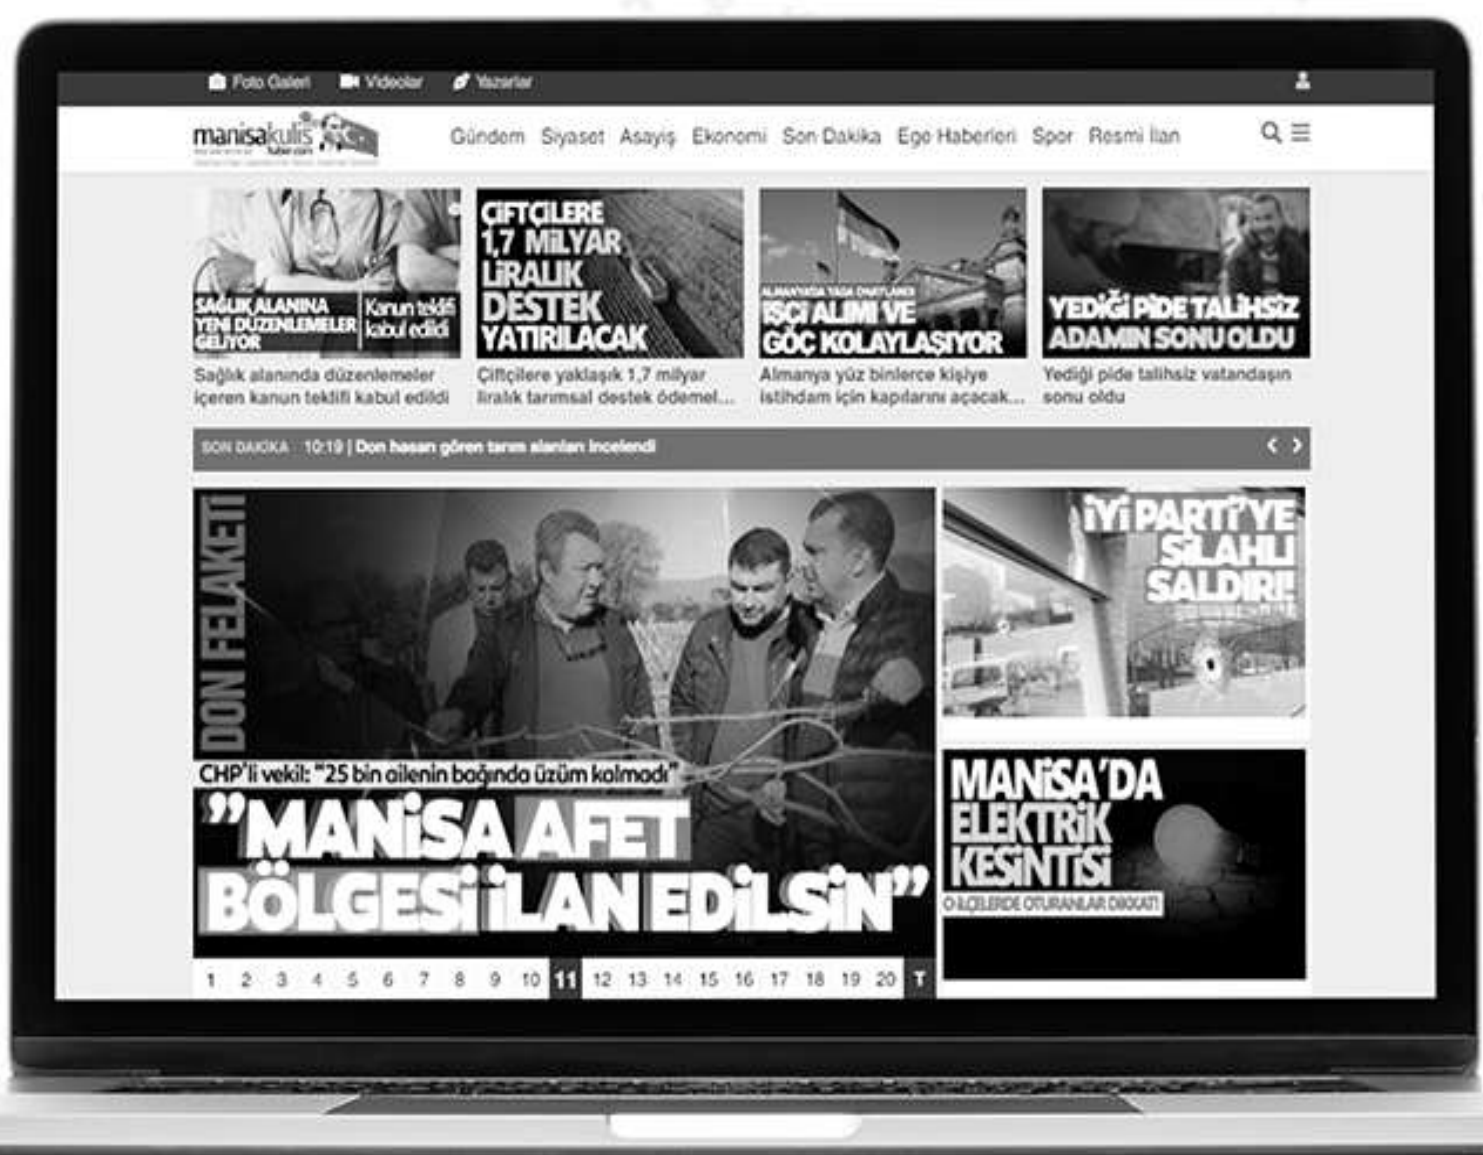 Foto Galeri Videolar Yazarlar
manisakulis
haber.com
Gündem Siyaset Asayiş Ekonomi Son Dakika Ege Haberleri Spor Resmi İlan
SAĞLIK ALANINA
YENİ DÜZENLEMELER
GELİYOR
Kanun teklifi
kabul edildi
Sağlık alanında düzenlemeler
içeren kanun teklifi kabul edildi
ÇİFTÇİLERE
1,7 MİLYAR
LİRALIK
DESTEK
YATIRILACAK
Çiftçilere yaklaşık 1,7 milyar
liralık tarımsal destek ödemel...
ALMANYA'DA YASA ONAYLANDI
İŞÇİ ALIMI VE
GÖÇ KOLAYLAŞIYOR
Almanya yüz binlerce kişiye
istihdam için kapılarını açacak...
YEDİĞİ PİDE TALİHSİZ
ADAMIN SONU OLDU
Yediği pide talihsiz vatandaşın
sonu oldu
SON DAKİKA 10:19 | Don hasarı gören tarım alanları incelendi
DON FELAKETİ
CHP'li vekil: "25 bin ailenin bağında üzüm kalmadı"
"MANİSA AFET
BÖLGESİ İLAN EDİLSİN"
1 2 3 4 5 6 7 8 9 10 11 12 13 14 15 16 17 18 19 20 T
İYİ PARTİ'YE
SİLAHLI
SALDIRI!
MANİSA'DA
ELEKTRİK
KESİNTİSİ
O İLÇELERDE OTURANLAR DİKKAT!